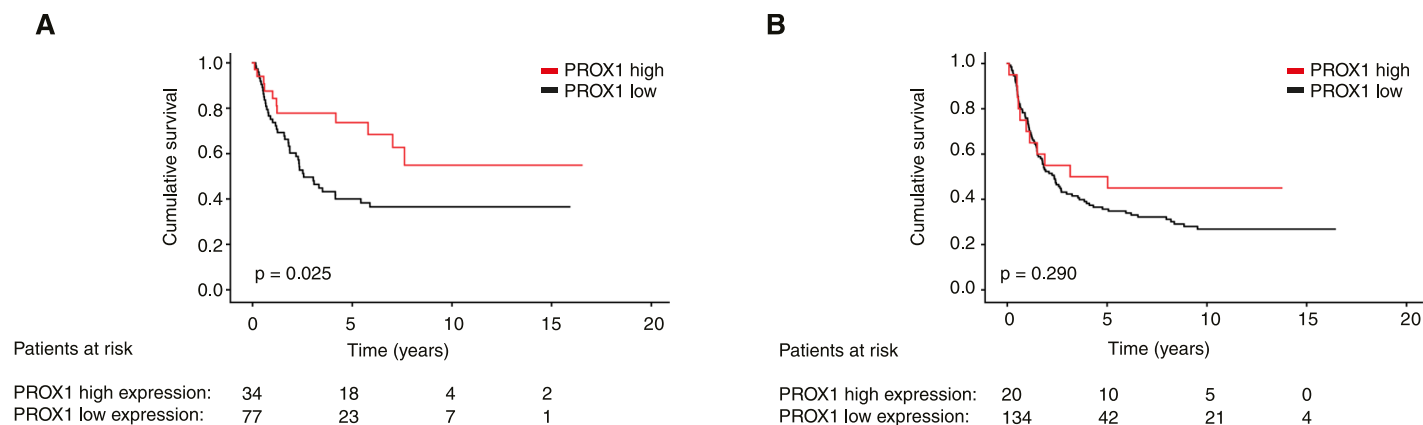 A
1.0
0.8
0.6
0.4
0.2
0.0
Cumulative survival
PROX1 high
PROX1 low
p = 0.025
0 5 10 15 20
Time (years)
Patients at risk
PROX1 high expression: 34 18 4 2
PROX1 low expression: 77 23 7 1
B
0.0
1.0
0.8
0.6
0.4
0.2
0.0
Cumulative survival
PROX1 high
PROX1 low
p = 0.290
0 5 10 15 20
Time (years)
Patients at risk
PROX1 high expression: 20 10 5 0
PROX1 low expression: 134 42 21 4